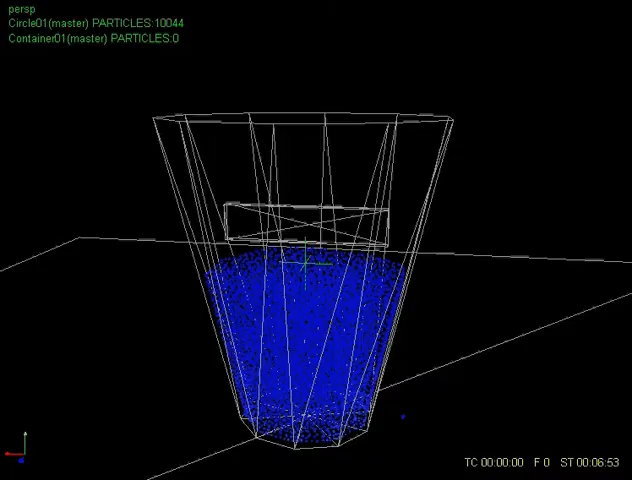 persp
Circle01(master) PARTICLES:10044
Container01(master) PARTICLES:0
TC 00:00:00 F 0 ST 00:06:53